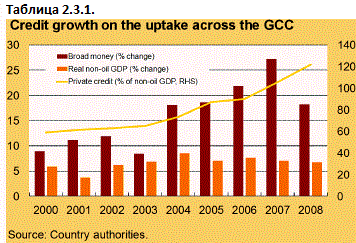 Таблица 2.3.1.
Credit growth on the uptake across the GCC
30 140
25 120
20 100
15 80
10 60
5 40
0 20
0
Broad money (% change)
Real non-oil GDP (% change)
Private credit (% of non-oil GDP, RHS)
2000 2001 2002 2003 2004 2005 2006 2007 2008
Source: Country authorities.